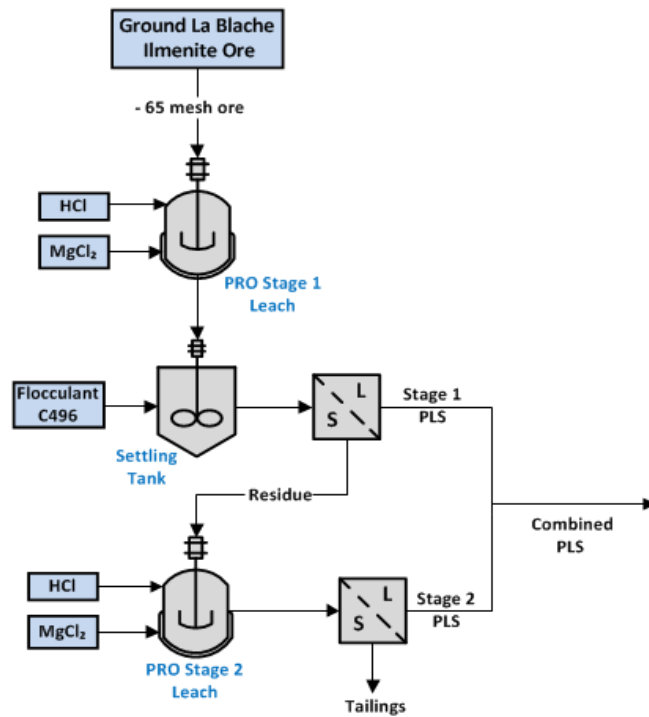 Ground La Blache
Ilmenite Ore
- 65 mesh ore
HCl
MgCl₂
PRO Stage 1
Leach
Flocculant
C496
Settling
Tank
L
S
Stage 1
PLS
Residue
Combined
PLS
HCl
MgCl₂
PRO Stage 2
Leach
L
S
Stage 2
PLS
Tailings